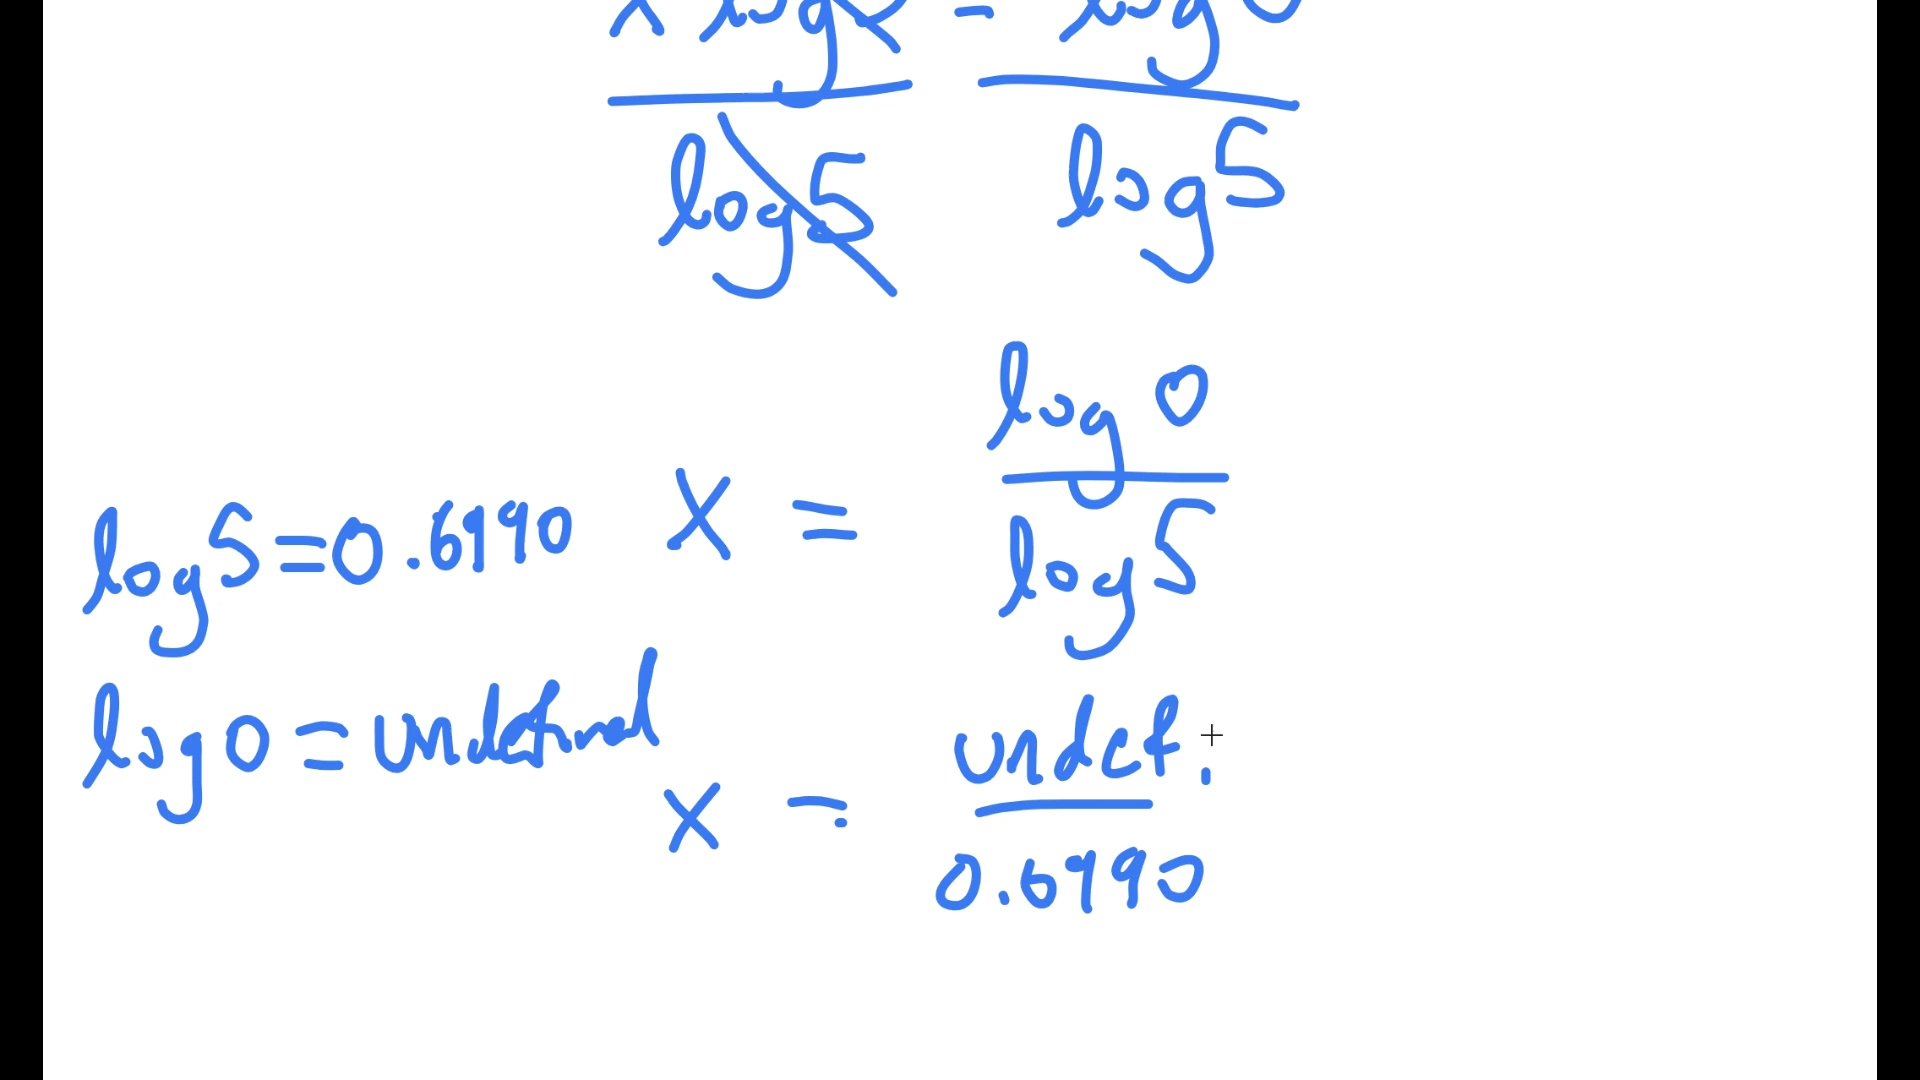 x log5 = log0
log5 log5
log 0
log5=0.6990 x = log5
log0 = undefined
x = undef.
0.6990